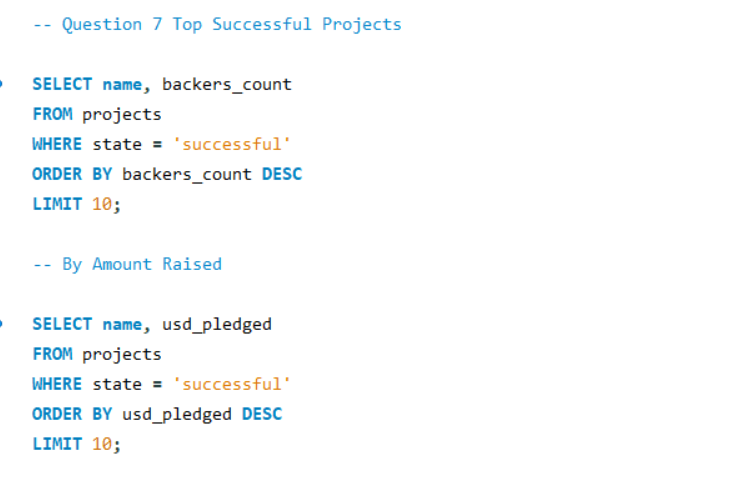 -- Question 7 Top Successful Projects
SELECT name, backers_count
FROM projects
WHERE state = 'successful'
ORDER BY backers_count DESC
LIMIT 10;
-- By Amount Raised
SELECT name, usd_pledged
FROM projects
WHERE state = 'successful'
ORDER BY usd_pledged DESC
LIMIT 10;